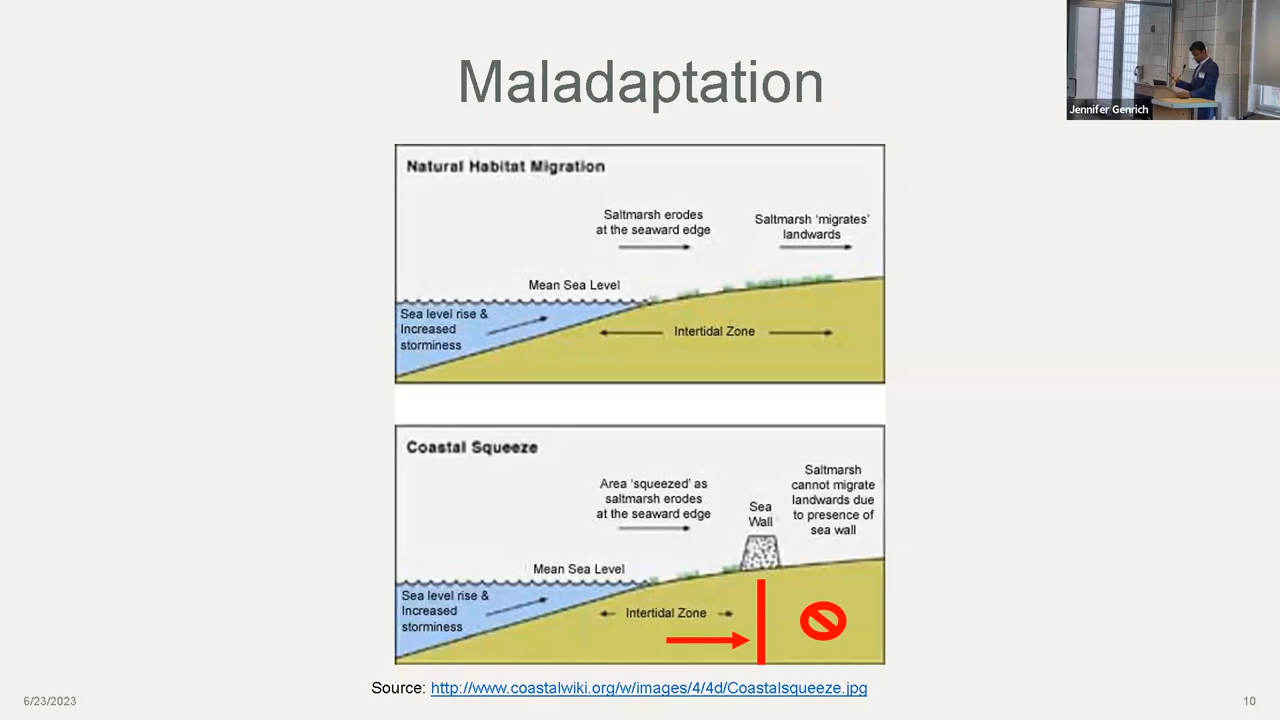 Maladaptation
Jennifer Genrich
Natural Habitat Migration
Saltmarsh erodes
at the seaward edge
Saltmarsh ‘migrates’
landwards
Mean Sea Level
Sea level rise &
Increased
storminess
Intertidal Zone
Coastal Squeeze
Area ‘squeezed’ as
saltmarsh erodes
at the seaward edge
Sea
Wall
Saltmarsh
cannot migrate
landwards due
to presence of
sea wall
Mean Sea Level
Sea level rise &
Increased
storminess
Intertidal Zone
Source: http://www.coastalwiki.org/w/images/4/4d/Coastalsqueeze.jpg
6/23/2023
10